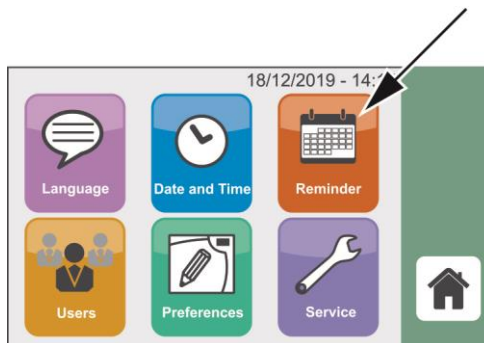 18/12/2019 - 14:
Language
Date and Time
Reminder
Users
Preferences
Service